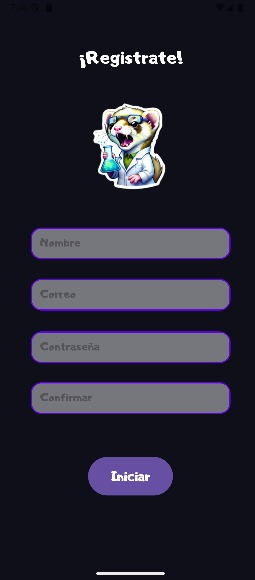 ¡Registrate!
Nombre
Correo
Contraseña
Confirmar
Iniciar